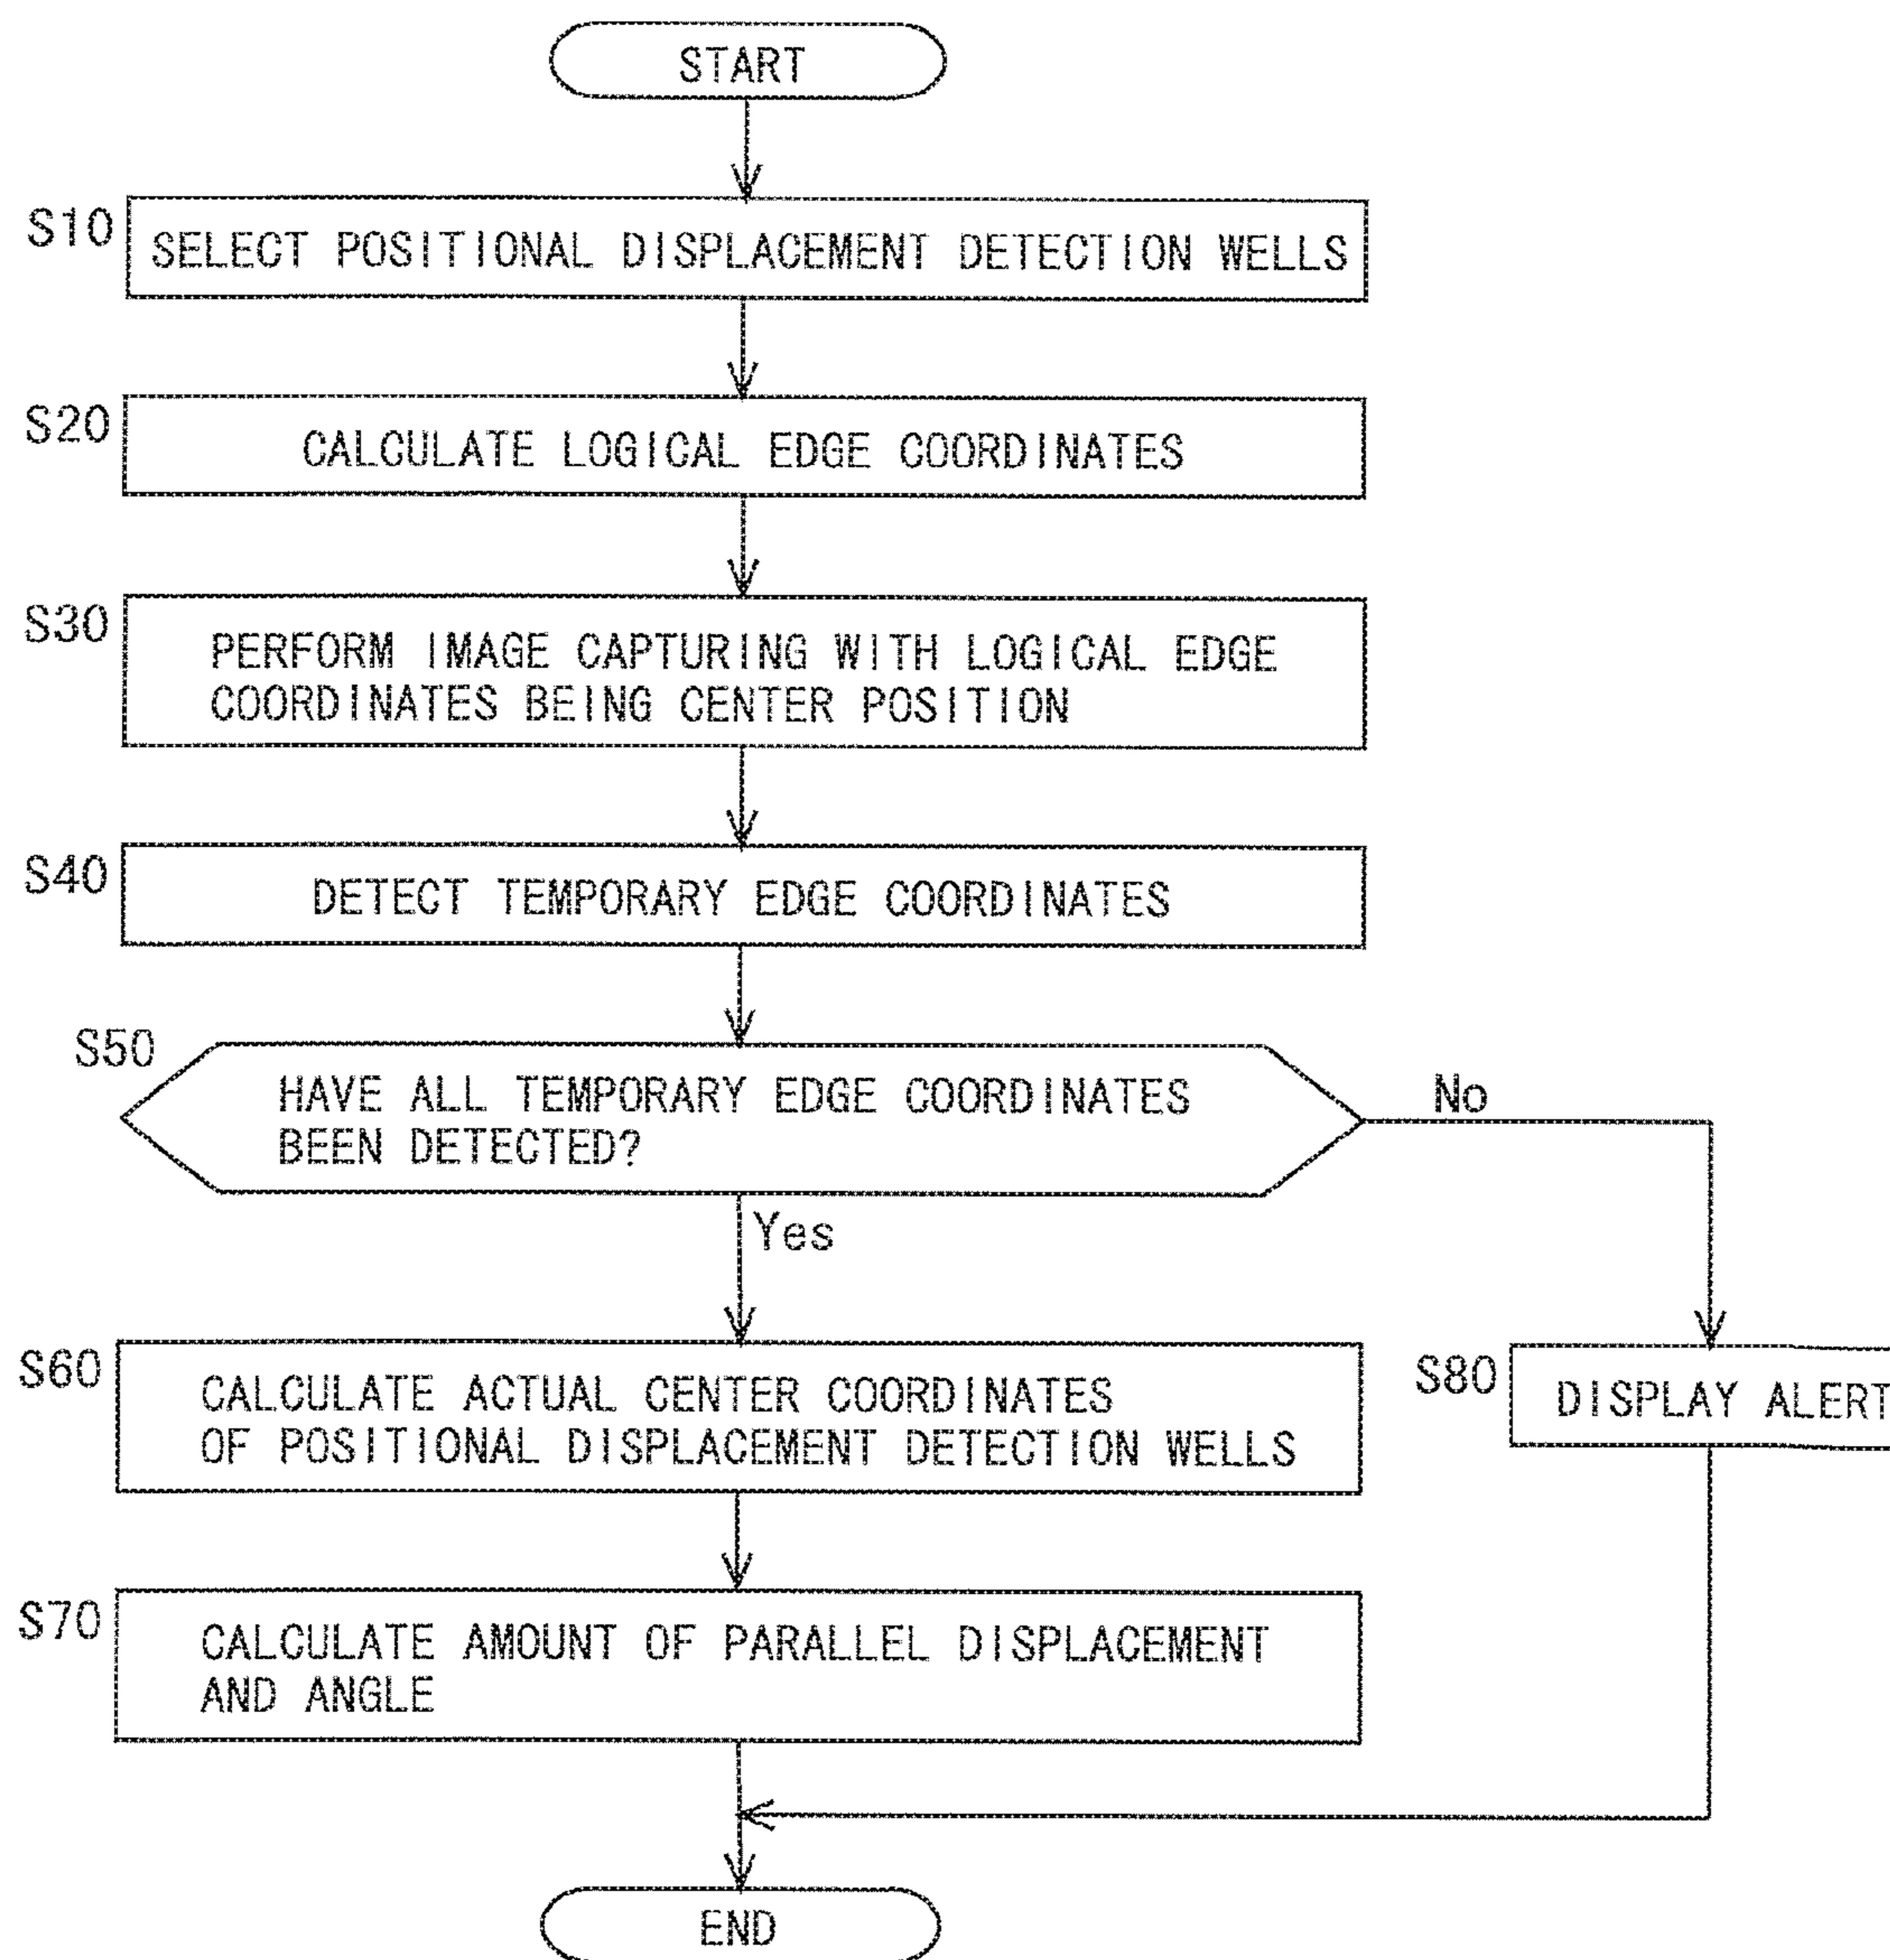 START
S10
SELECT POSITIONAL DISPLACEMENT DETECTION WELLS
S20
CALCULATE LOGICAL EDGE COORDINATES
S30
PERFORM IMAGE CAPTURING WITH LOGICAL EDGE
COORDINATES BEING CENTER POSITION
S40
DETECT TEMPORARY EDGE COORDINATES
S50
HAVE ALL TEMPORARY EDGE COORDINATES
BEEN DETECTED?
No
Yes
S60
CALCULATE ACTUAL CENTER COORDINATES
OF POSITIONAL DISPLACEMENT DETECTION WELLS
S80
DISPLAY ALERT
S70
CALCULATE AMOUNT OF PARALLEL DISPLACEMENT
AND ANGLE
END